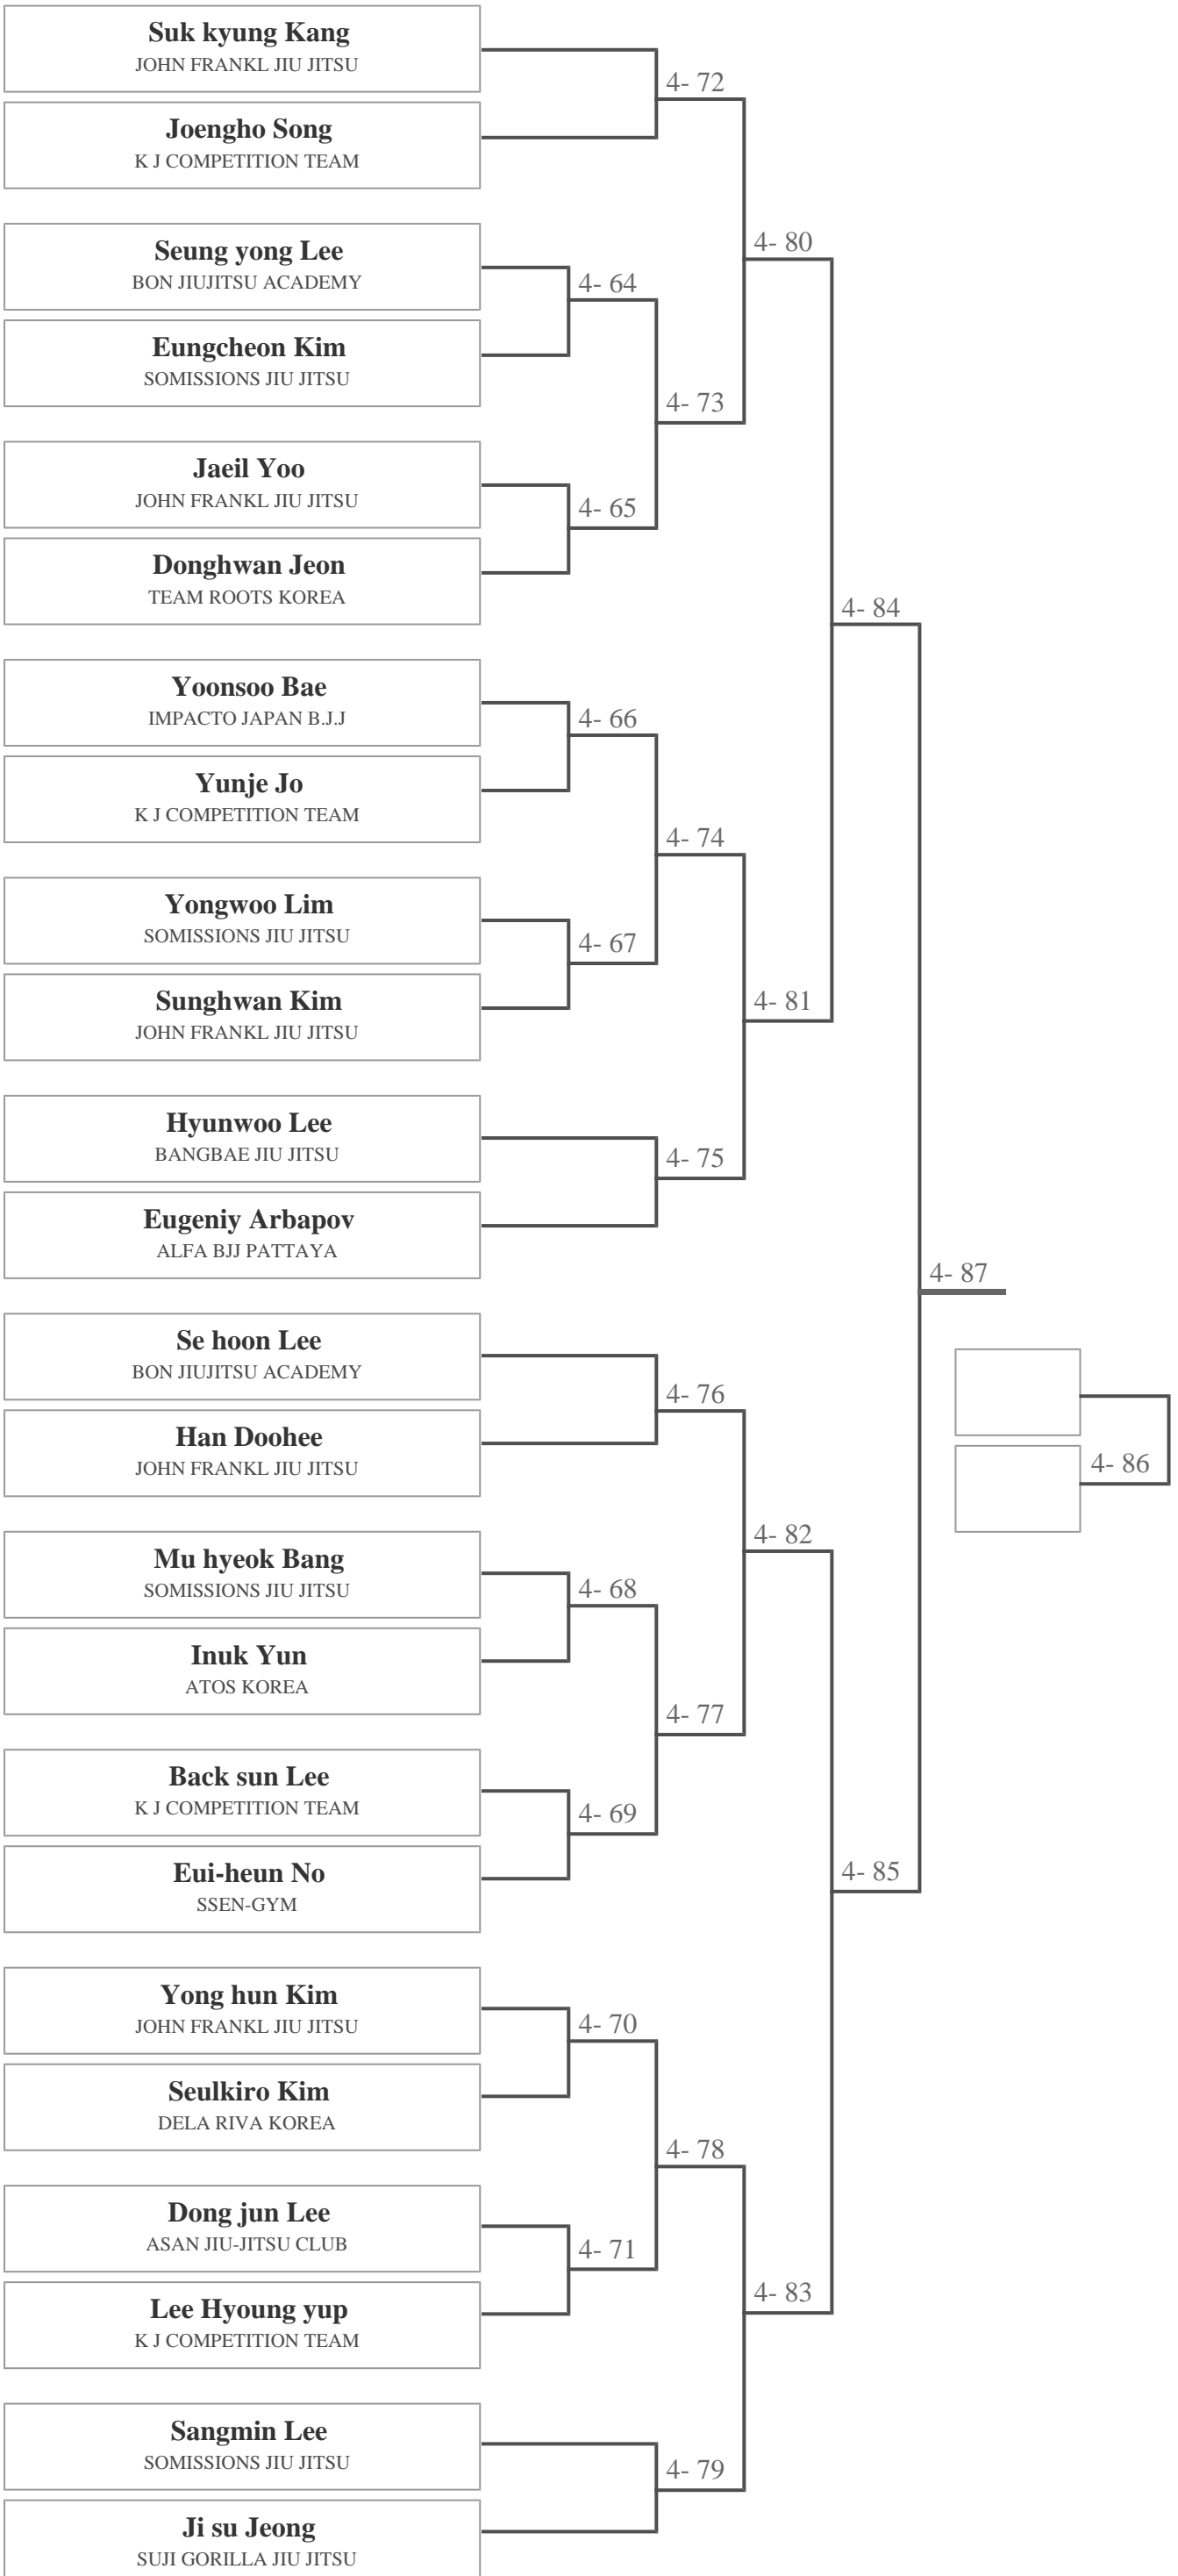 Suk kyung Kang
JOHN FRANKL JIU JITSU
4- 72
Joengho Song
K J COMPETITION TEAM
4- 80
Seung yong Lee
BON JIUJITSU ACADEMY
4- 64
Eungcheon Kim
SOMISSIONS JIU JITSU
4- 73
Jaeil Yoo
JOHN FRANKL JIU JITSU
4- 65
Donghwan Jeon
TEAM ROOTS KOREA
4- 84
Yoonsoo Bae
IMPACTO JAPAN B.J.J
4- 66
Yunje Jo
K J COMPETITION TEAM
4- 74
Yongwoo Lim
SOMISSIONS JIU JITSU
4- 67
Sunghwan Kim
JOHN FRANKL JIU JITSU
4- 81
Hyunwoo Lee
BANGBAE JIU JITSU
4- 75
Eugeniy Arbapov
ALFA BJJ PATTAYA
4- 87
Se hoon Lee
BON JIUJITSU ACADEMY
4- 76
Han Doohee
JOHN FRANKL JIU JITSU
4- 86
4- 82
Mu hyeok Bang
SOMISSIONS JIU JITSU
4- 68
Inuk Yun
ATOS KOREA
4- 77
Back sun Lee
K J COMPETITION TEAM
4- 69
Eui-heun No
SSEN-GYM
4- 85
Yong hun Kim
JOHN FRANKL JIU JITSU
4- 70
Seulkiro Kim
DELA RIVA KOREA
4- 78
Dong jun Lee
ASAN JIU-JITSU CLUB
4- 71
Lee Hyoung yup
K J COMPETITION TEAM
4- 83
Sangmin Lee
SOMISSIONS JIU JITSU
4- 79
Ji su Jeong
SUJI GORILLA JIU JITSU